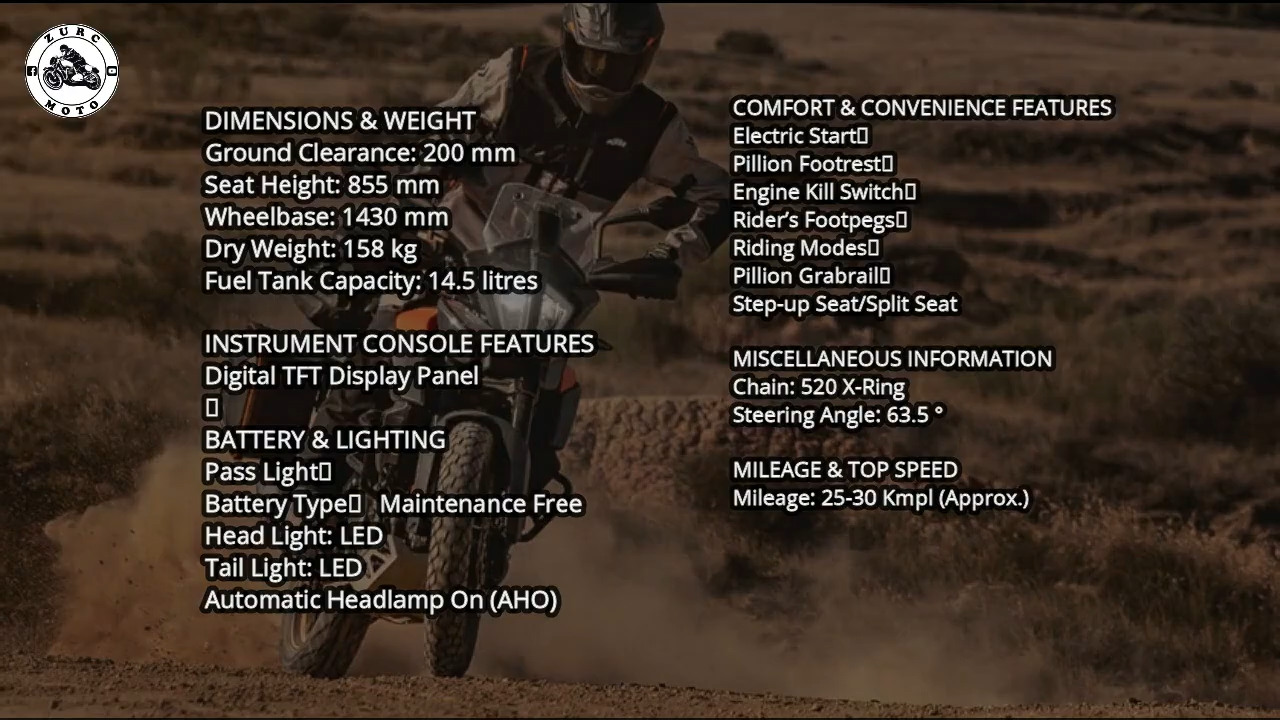 ZURC
MOTO
DIMENSIONS & WEIGHT
Ground Clearance: 200 mm
Seat Height: 855 mm
Wheelbase: 1430 mm
Dry Weight: 158 kg
Fuel Tank Capacity: 14.5 litres
INSTRUMENT CONSOLE FEATURES
Digital TFT Display Panel
BATTERY & LIGHTING
Pass Light
Battery Type Maintenance Free
Head Light: LED
Tail Light: LED
Automatic Headlamp On (AHO)
COMFORT & CONVENIENCE FEATURES
Electric Start
Pillion Footrest
Engine Kill Switch
Rider’s Footpegs
Riding Modes
Pillion Grabrail
Step-up Seat/Split Seat
MISCELLANEOUS INFORMATION
Chain: 520 X-Ring
Steering Angle: 63.5 °
MILEAGE & TOP SPEED
Mileage: 25-30 Kmpl (Approx.)
KTM